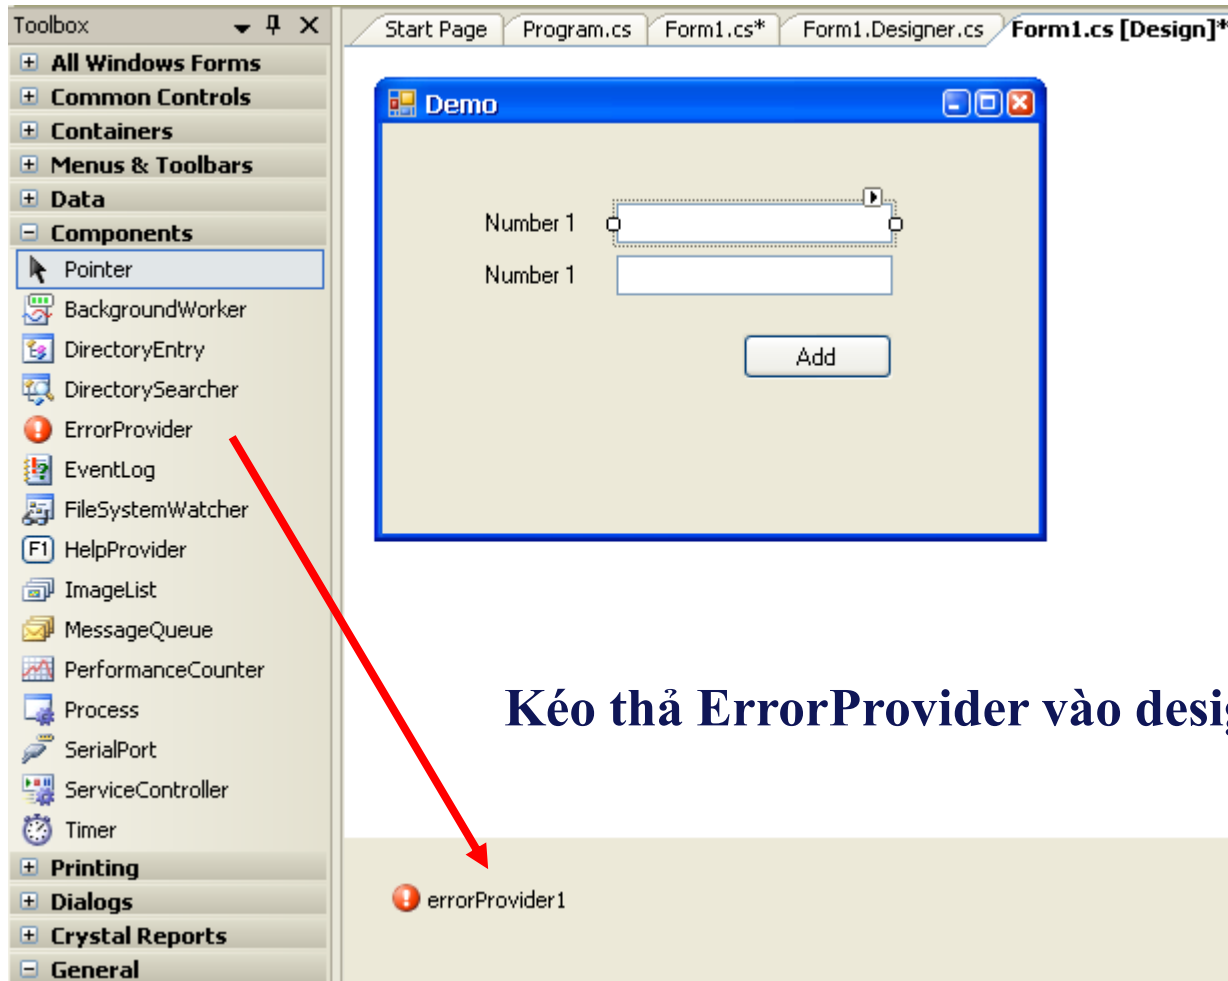 Toolbox
Start Page Program.cs Form1.cs* Form1.Designer.cs Form1.cs [Design]*
All Windows Forms
Common Controls
Containers
Menus & Toolbars
Data
Components
Pointer
BackgroundWorker
DirectoryEntry
DirectorySearcher
ErrorProvider
EventLog
FileSystemWatcher
F1 HelpProvider
ImageList
MessageQueue
PerformanceCounter
Process
SerialPort
ServiceController
Timer
Printing
Dialogs
Crystal Reports
General
Demo
Number 1
Number 1
Add
Kéo thả ErrorProvider vào
errorProvider1